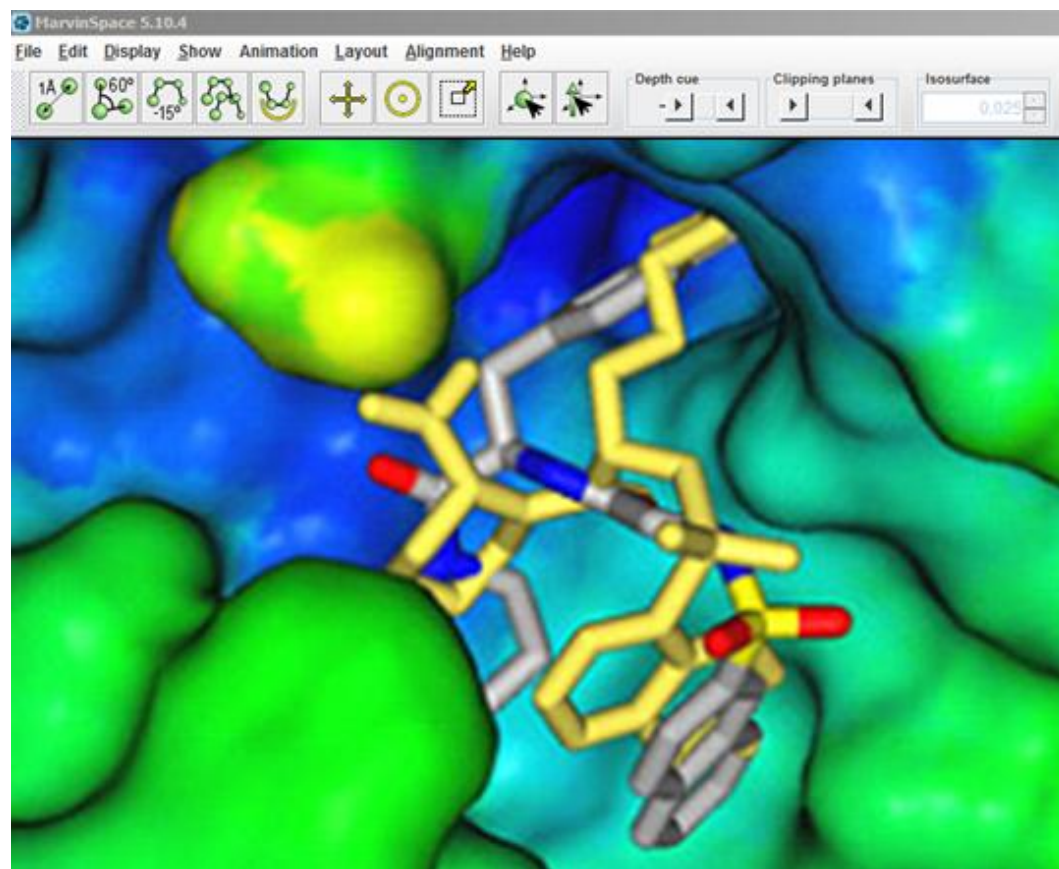 MarvinSpace 5.10.4
File Edit Display Show Animation Layout Alignment Help
1Å 60° -15° Depth cue Clipping planes Isosurface
0,025